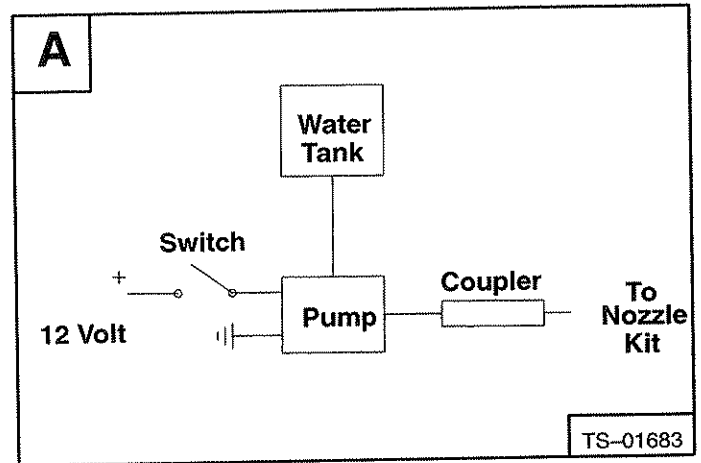 A
Water
Tank
Switch
+
12 Volt
Pump
Coupler
To
Nozzle
Kit
TS–01683